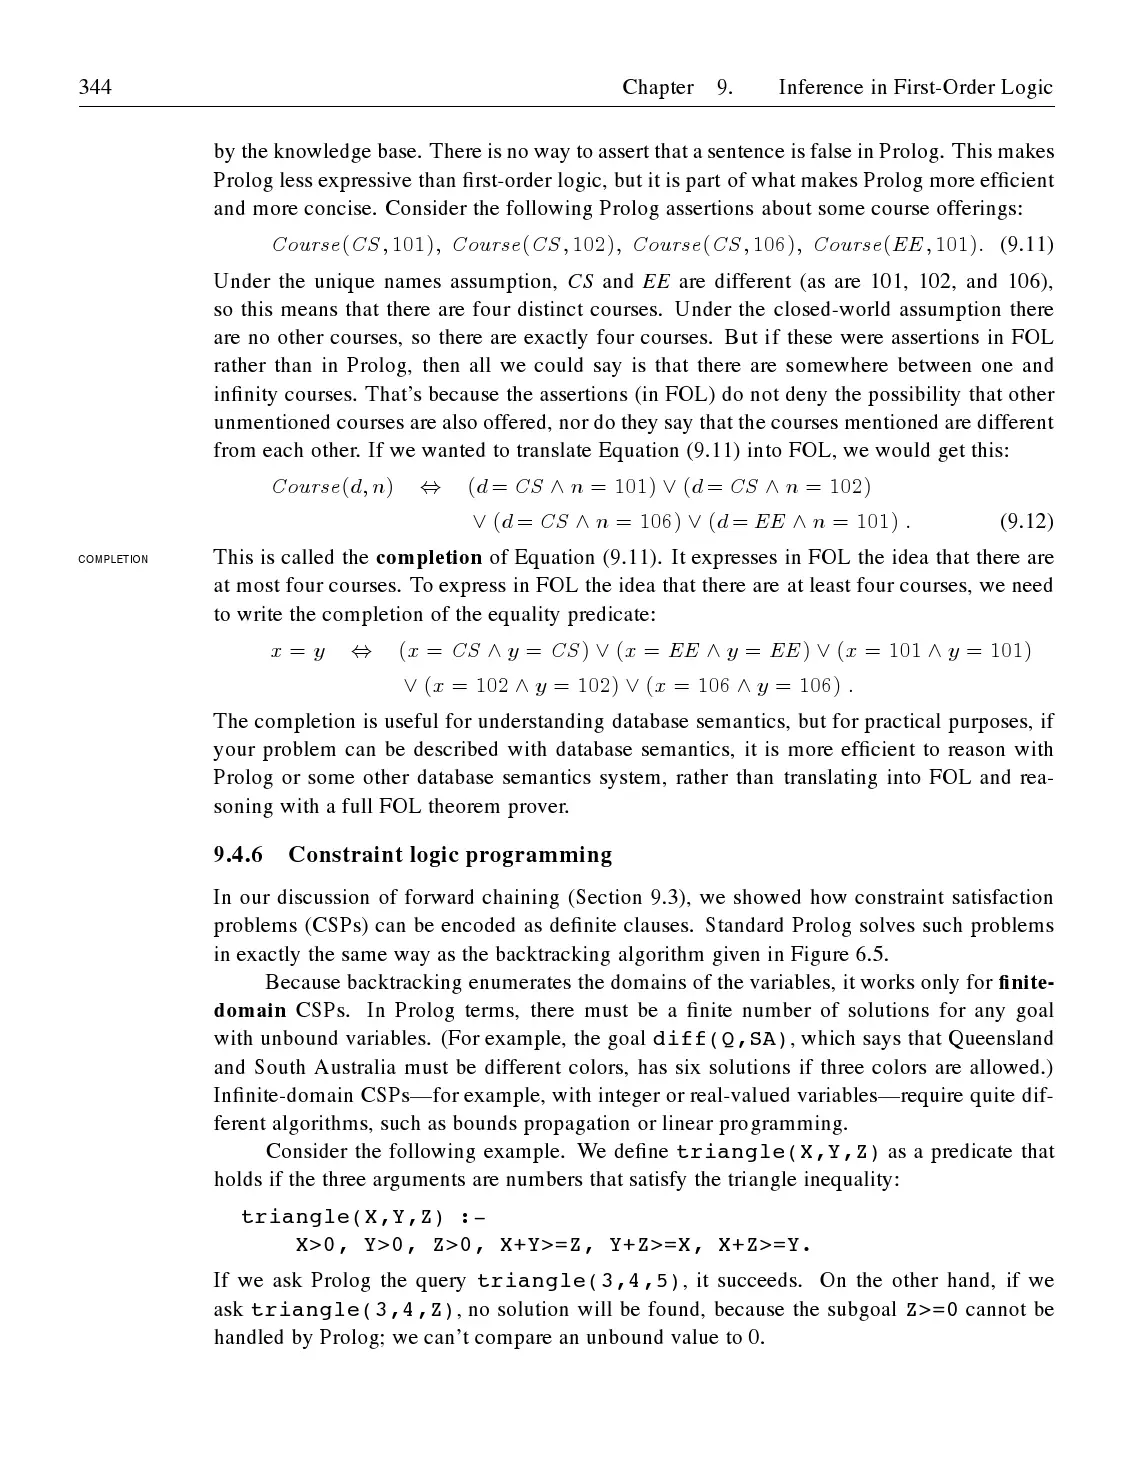 344 Chapter 9. Inference in First-Order Logic
by the knowledge base. There is no way to assert that a sentence is false in Prolog. This makes
Prolog less expressive than first-order logic, but it is part of what makes Prolog more efficient
and more concise. Consider the following Prolog assertions about some course offerings:
Course(CS, 101), Course(CS, 102), Course(CS, 106), Course(EE, 101). (9.11)
Under the unique names assumption, CS and EE are different (as are 101, 102, and 106),
so this means that there are four distinct courses. Under the closed-world assumption there
are no other courses, so there are exactly four courses. But if these were assertions in FOL
rather than in Prolog, then all we could say is that there are somewhere between one and
infinity courses. That's because the assertions (in FOL) do not deny the possibility that other
unmentioned courses are also offered, nor do they say that the courses mentioned are different
from each other. If we wanted to translate Equation (9.11) into FOL, we would get this:
Course(d, n) ⇔ (d = CS ∧ n = 101) ∨ (d = CS ∧ n = 102)
∨ (d = CS ∧ n = 106) ∨ (d = EE ∧ n = 101) . (9.12)
COMPLETION This is called the completion of Equation (9.11). It expresses in FOL the idea that there are
at most four courses. To express in FOL the idea that there are at least four courses, we need
to write the completion of the equality predicate:
x = y ⇔ (x = CS ∧ y = CS) ∨ (x = EE ∧ y = EE) ∨ (x = 101 ∧ y = 101)
∨ (x = 102 ∧ y = 102) ∨ (x = 106 ∧ y = 106) .
The completion is useful for understanding database semantics, but for practical purposes, if
your problem can be described with database semantics, it is more efficient to reason with
Prolog or some other database semantics system, rather than translating into FOL and rea-
soning with a full FOL theorem prover.
9.4.6 Constraint logic programming
In our discussion of forward chaining (Section 9.3), we showed how constraint satisfaction
problems (CSPs) can be encoded as definite clauses. Standard Prolog solves such problems
in exactly the same way as the backtracking algorithm given in Figure 6.5.
Because backtracking enumerates the domains of the variables, it works only for finite-
domain CSPs. In Prolog terms, there must be a finite number of solutions for any goal
with unbound variables. (For example, the goal diff(Q,SA), which says that Queensland
and South Australia must be different colors, has six solutions if three colors are allowed.)
Infinite-domain CSPs—for example, with integer or real-valued variables—require quite dif-
ferent algorithms, such as bounds propagation or linear programming.
Consider the following example. We define triangle(X,Y,Z) as a predicate that
holds if the three arguments are numbers that satisfy the triangle inequality:
triangle(X,Y,Z) :-
X>0, Y>0, Z>0, X+Y>=Z, Y+Z>=X, X+Z>=Y.
If we ask Prolog the query triangle(3,4,5), it succeeds. On the other hand, if we
ask triangle(3,4,Z), no solution will be found, because the subgoal Z>=0 cannot be
handled by Prolog; we can't compare an unbound value to 0.